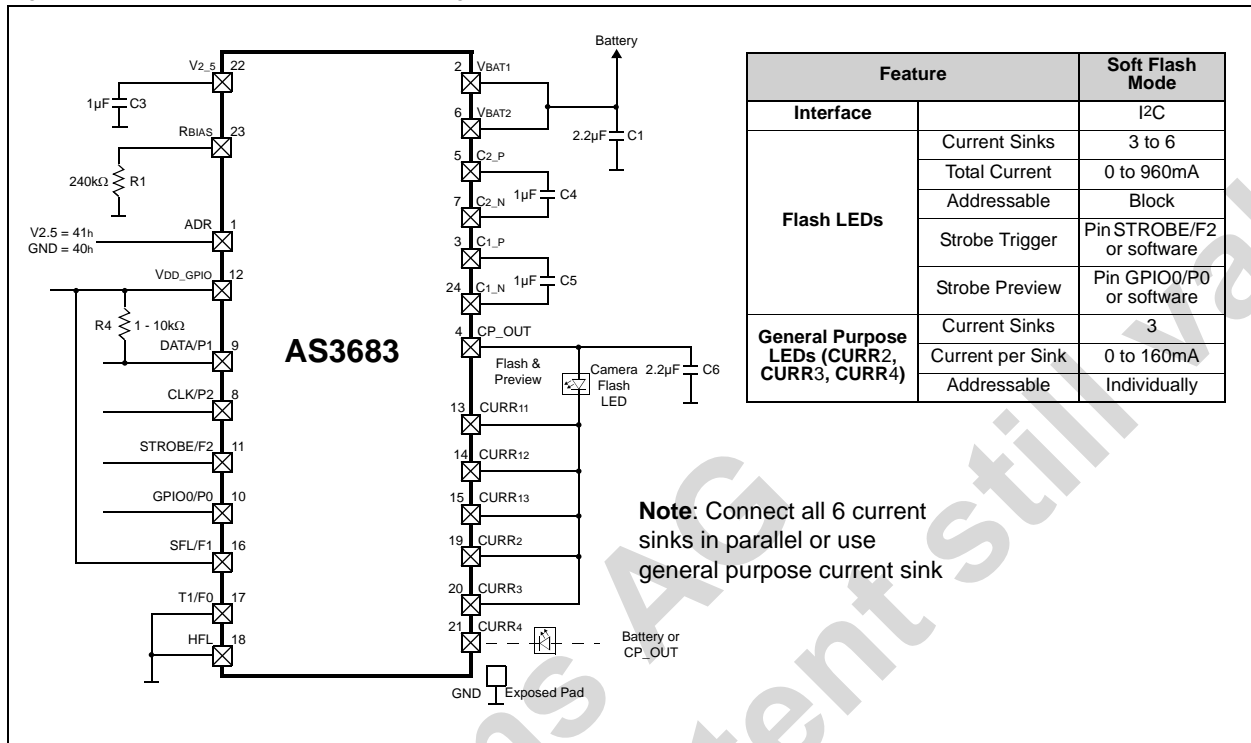 Battery
V2_5 22
1µF C3
RBIAS 23
240kΩ R1
ADR 1
V2.5 = 41h
GND = 40h
VDD_GPIO 12
R4 1 - 10kΩ
DATA/P1 9
CLK/P2 8
STROBE/F2 11
GPIO0/P0 10
SFL/F1 16
T1/F0 17
HFL 18
AS3683
2 VBAT1
6 VBAT2
2.2µF C1
5 C2_P
1µF C4
7 C2_N
3 C1_P
1µF C5
24 C1_N
4 CP_OUT
Flash &
Preview
Camera
Flash
LED
2.2µF C6
13 CURR11
14 CURR12
15 CURR13
19 CURR2
20 CURR3
21 CURR4
Battery or
CP_OUT
GND Exposed Pad
Feature Soft Flash
Mode
Interface I2C
Flash LEDs
Current Sinks 3 to 6
Total Current 0 to 960mA
Addressable Block
Strobe Trigger Pin STROBE/F2
or software
Strobe Preview Pin GPIO0/P0
or software
General Purpose
LEDs (CURR2,
CURR3, CURR4)
Current Sinks 3
Current per Sink 0 to 160mA
Addressable Individually
Note: Connect all 6 current
sinks in parallel or use
general purpose current sink
AG
still